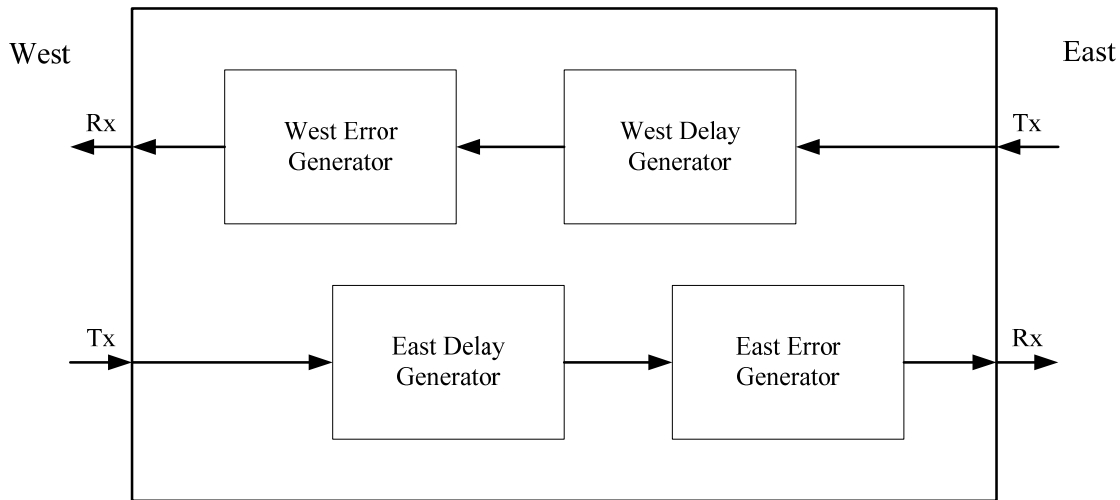 West
East
Rx
West Error
Generator
West Delay
Generator
Tx
Tx
East Delay
Generator
East Error
Generator
Rx